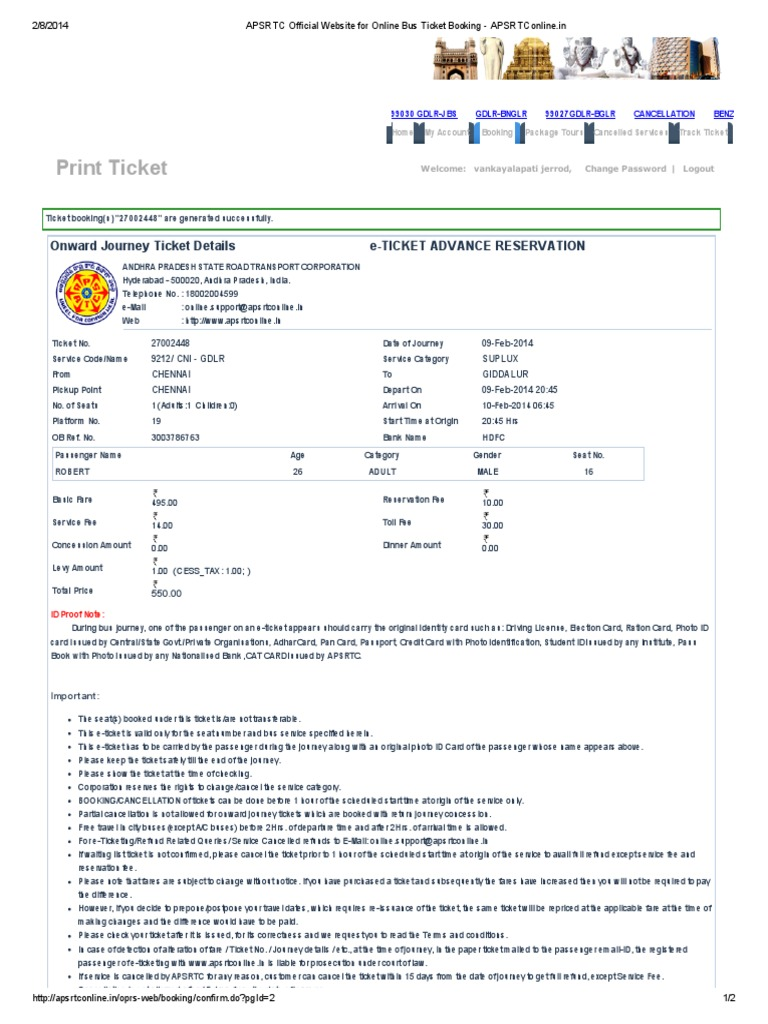 2/8/2014 APSRTC Official Website for Online Bus Ticket Booking - APSRTConline.in
99030 GDLR-JBS GDLR-BNGLR 99027GDLR-BGLR CANCELLATION BENZ
Home My Account Booking Package Tours Cancelled Services Track Ticket
Print Ticket
Welcome: vankayalapati jerrod, Change Password | Logout
Ticket booking(s) "27002448" are generated successfully.
Onward Journey Ticket Details e-TICKET ADVANCE RESERVATION
ANDHRA PRADESH STATE ROAD TRANSPORT CORPORATION
Hyderabad - 500020, Andhra Pradesh, India.
Telephone No. : 18002004599
e-Mail : online.support@apsrtconline.in
Web : http://www.apsrtconline.in
Ticket No. 27002448 Date of Journey 09-Feb-2014
Service Code/Name 9212/ CNI - GDLR Service Category SUPLUX
From CHENNAI To GIDDALUR
Pickup Point CHENNAI Depart On 09-Feb-2014 20:45
No. of Seats 1 (Adults :1 Children:0) Arrival On 10-Feb-2014 06:45
Platform No. 19 Start Time at Origin 20:45 Hrs
OB Ref. No. 3003786763 Bank Name HDFC
Passenger Name Age Category Gender Seat No.
ROBERT 26 ADULT MALE 16
Basic Fare ₹ 495.00 Reservation Fee ₹ 10.00
Service Fee ₹ 14.00 Toll Fee ₹ 30.00
Concession Amount ₹ 0.00 Dinner Amount ₹ 0.00
Levy Amount ₹ 1.00 (CESS_TAX : 1.00; )
Total Price ₹ 550.00
ID Proof Note:
During bus journey, one of the passenger on an e-ticket appears should carry the original identity card such as : Driving License, Election Card, Ration Card, Photo ID
card issued by Central/State Govt./Private Organisations, AdharCard, Pan Card, Passport, Credit Card with Photo Identification, Student ID issued by any Institute, Pass
Book with Photo issued by any Nationalised Bank ,CAT CARD issued by APSRTC.
Important :
• The seat(s) booked under this ticket is/are not transferable.
• This e-ticket is valid only for the seat number and bus service specified herein.
• This e-ticket has to be carried by the passenger during the journey along with an original photo ID Card of the passenger whose name appears above.
• Please keep the ticket safely till the end of the journey.
• Please show the ticket at the time of checking.
• Corporation reserves the rights to change/cancel the service category.
• BOOKING/CANCELLATION of tickets can be done before 1 hour of the scheduled start time at origin of the service only.
• Partial cancellation is not allowed for onward journey tickets which are booked with return journey concession.
• Free travel in city buses (except A/C buses) before 2Hrs. of departure time and after 2Hrs. of arrival time is allowed.
• For e-Ticketing/Refund Related Queries /Service Cancelled refunds to E-Mail: online.support@apsrtconline.in
• If waiting list ticket is not confirmed, please cancel the ticket prior to 1 hour of the scheduled start time at origin of the service to avail full refund except service fee and
reservation fee.
• Please note that fares are subject to change without notice. If you have purchased a ticket and subsequently the fares have increased then you will not be required to pay
the difference.
• However, if you decide to prepone/postpone your travel dates , which requires re-issuance of the ticket, the same ticket will be repriced at the applicable fare at the time of
making changes and the difference would have to be paid.
• Please check your ticket after it is issued, for its correctness and we request you to read the Terms and conditions.
• In case of detection of alteration of fare / Ticket No. / Journey details / etc., at the time of journey, in the paper ticket mailed to the passenger email-ID, the registered
passenger of e-ticketing with www.apsrtconline.in is liable for prosecution under court of law.
• If service is cancelled by APSRTC for any reason, customer can cancel the ticket within 15 days from the date of journey to get full refund, except Service Fee.
http://apsrtconline.in/oprs-web/booking/confirm.do?pgId=2 1/2